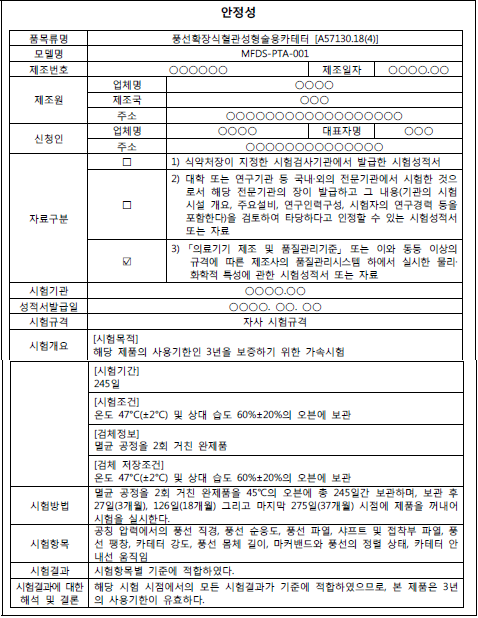 안정성
품목류명 풍선확장식혈관성형술용카테터 [A57130.18(4)]
모델명 MFDS-PTA-001
제조번호 ○○○○○○ 제조일자 ○○○○.○○
제조원 업체명 ○○○○
제조국 ○○○
주소 ○○○○○○○○○○○○○○○○○○
신청인 업체명 ○○○○ 대표자명 ○○○
주소 ○○○○○○○○○○○○○○
자료구분
☐ 1) 식약처장이 지정한 시험검사기관에서 발급한 시험성적서
☐ 2) 대학 또는 연구기관 등 국내·외의 전문기관에서 시험한 것으
로서 해당 전문기관의 장이 발급하고 그 내용(기관의 시험
시설 개요, 주요설비, 연구인력구성, 시험자의 연구경력 등을
포함한다)을 검토하여 타당하다고 인정할 수 있는 시험성적서
또는 자료
☑ 3) 「의료기기 제조 및 품질관리기준」 또는 이와 동등 이상의
규격에 따른 제조사의 품질관리시스템 하에서 실시한 물리·
화학적 특성에 관한 시험성적서 또는 자료
시험기관 ○○○○.○○
성적서발급일 ○○○○. ○○. ○○
시험규격 자사 시험규격
시험개요 [시험목적]
해당 제품의 사용기한인 3년을 보증하기 위한 가속시험
[시험기간]
245일
[시험조건]
온도 47℃(±2℃) 및 상대 습도 60%±20%의 오븐에 보관
[검체정보]
멸균 공정을 2회 거친 완제품
[검체 저장조건]
온도 47℃(±2℃) 및 상대 습도 60%±20%의 오븐에 보관
시험방법 멸균 공정을 2회 거친 완제품을 45℃의 오븐에 총 245일간 보관하며, 보관 후
27일(3개월), 126일(18개월) 그리고 마지막 275일(37개월) 시점에 제품을 꺼내어
시험을 실시한다.
시험항목 공칭 압력에서의 풍선 직경, 풍선 순응도, 풍선 파열, 샤프트 및 접착부 파열, 풍
선 팽창, 카테터 강도, 풍선 몸체 길이, 마커밴드와 풍선의 정렬 상태, 카테터 안
내선 움직임
시험결과 시험항목별 기준에 적합하였다.
시험결과에 대한 해당 시험 시점에서의 모든 시험결과가 기준에 적합하였으므로, 본 제품은 3년
해석 및 결론 의 사용기한이 유효하다.